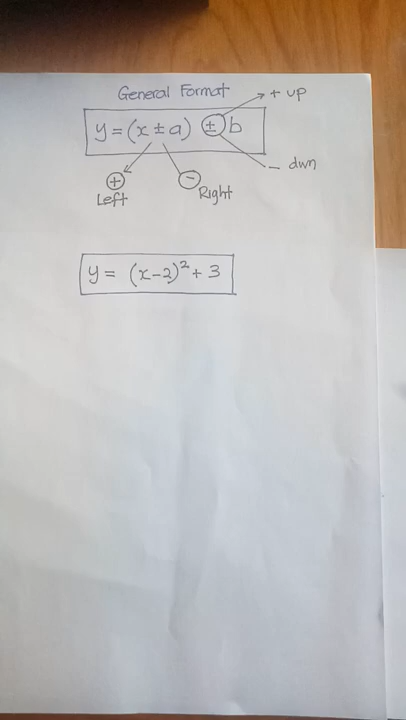 General Format
y = (x ± a) ± b
+ up
- dwn
+ -
Left Right
y = (x-2)² + 3